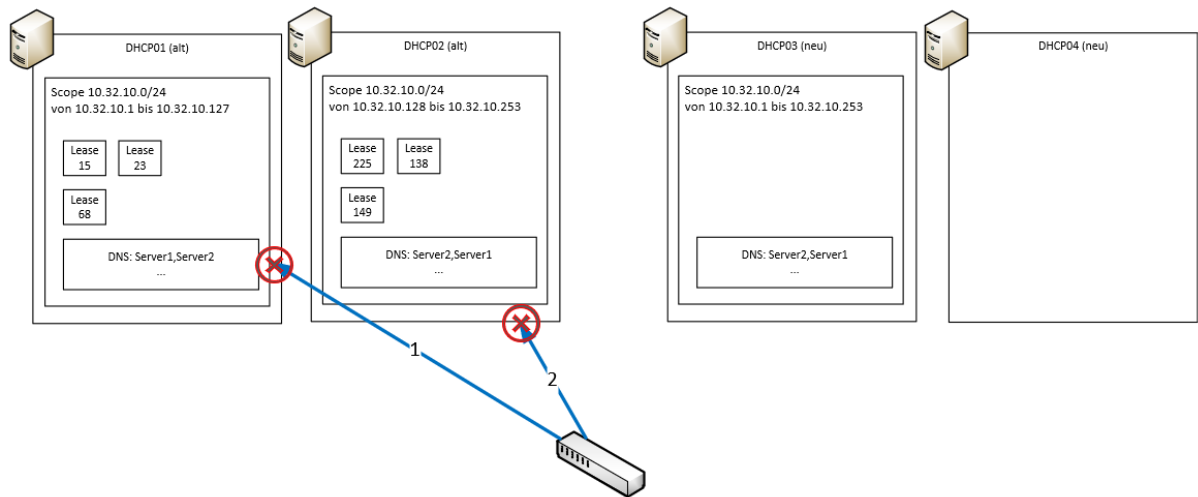 DHCP01 (alt)
Scope 10.32.10.0/24
von 10.32.10.1 bis 10.32.10.127
Lease
15
Lease
23
Lease
68
DNS: Server1,Server2
...
DHCP02 (alt)
Scope 10.32.10.0/24
von 10.32.10.128 bis 10.32.10.253
Lease
225
Lease
138
Lease
149
DNS: Server2,Server1
...
DHCP03 (neu)
Scope 10.32.10.0/24
von 10.32.10.1 bis 10.32.10.253
DNS: Server2,Server1
...
DHCP04 (neu)
1
2